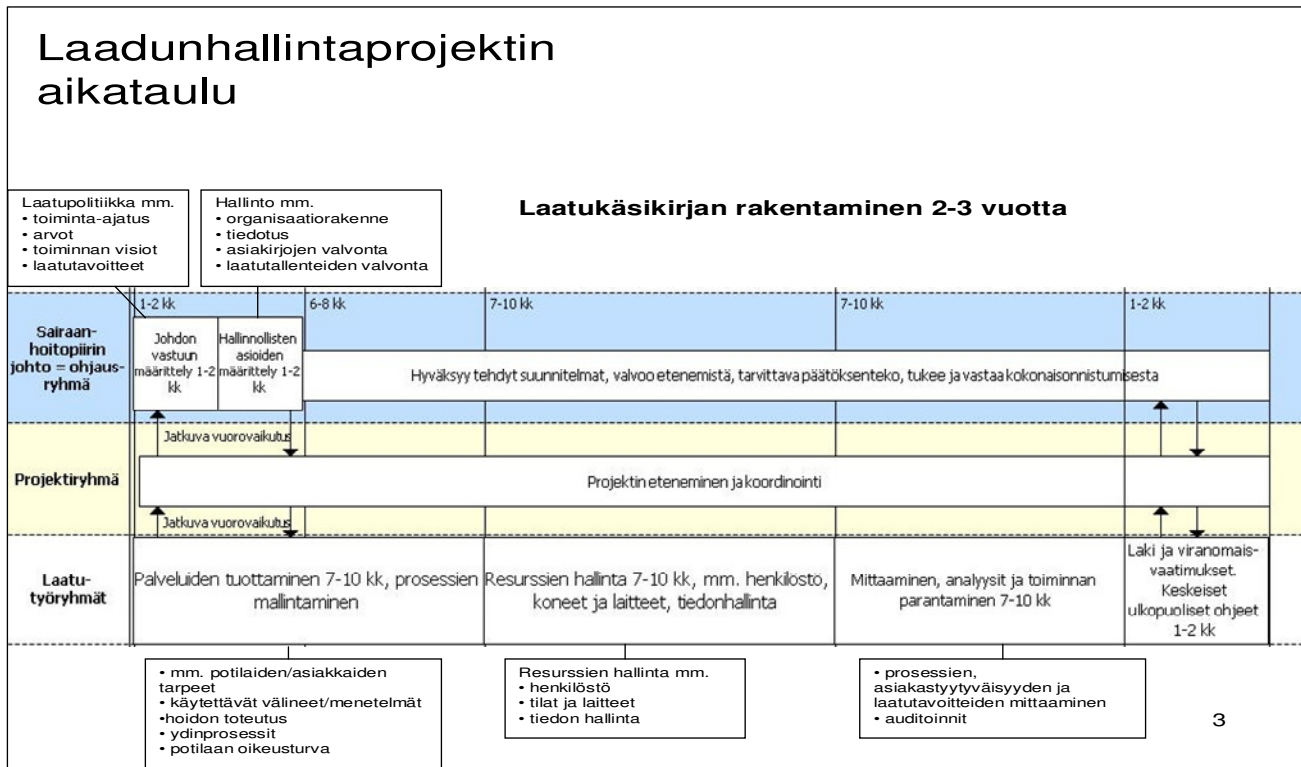 Laadunhallintaprojektin
aikataulu
Laatupolitiikka mm.
• toiminta-ajatus
• arvot
• toiminnan visiot
• laatutavoitteet
Hallinto mm.
• organisaatiorakenne
• tiedotus
• asiakirjojen valvonta
• laatutallenteiden valvonta
Laatukäsikirjan rakentaminen 2-3 vuotta
1-2 kk
6-8 kk
7-10 kk
7-10 kk
1-2 kk
Sairaan-
hoitopiirin
johto = ohjaus-
ryhmä
Johdon
vastuun
määrittely 1-2
kk
Hallinnollisten
asioiden
määrittely 1-2
kk
Hyväksyy tehdyt suunnitelmat, valvoo etenemistä, tarvittava päätöksenteko, tukee ja vastaa kokonaisonnistumisesta
Jatkuva vuorovaikutus
Projektiryhmä
Projektin eteneminen ja koordinointi
Jatkuva vuorovaikutus
Laatu-
työryhmät
Palveluiden tuottaminen 7-10 kk, prosessien
mallintaminen
Resurssien hallinta 7-10 kk, mm. henkilöstö,
koneet ja laitteet, tiedonhallinta
Mittaaminen, analyysit ja toiminnan
parantaminen 7-10 kk
Laki ja viranomais-
vaatimukset.
Keskeiset
ulkopuoliset ohjeet
1-2 kk
• mm. potilaiden/asiakkaiden
tarpeet
• käytettävät välineet/menetelmät
•hoidon toteutus
• ydinprosessit
• potilaan oikeusturva
Resurssien hallinta mm.
• henkilöstö
• tilat ja laitteet
• tiedon hallinta
• prosessien,
asiakastyytyväisyyden ja
laatutavoitteiden mittaaminen
• auditoinnit
3